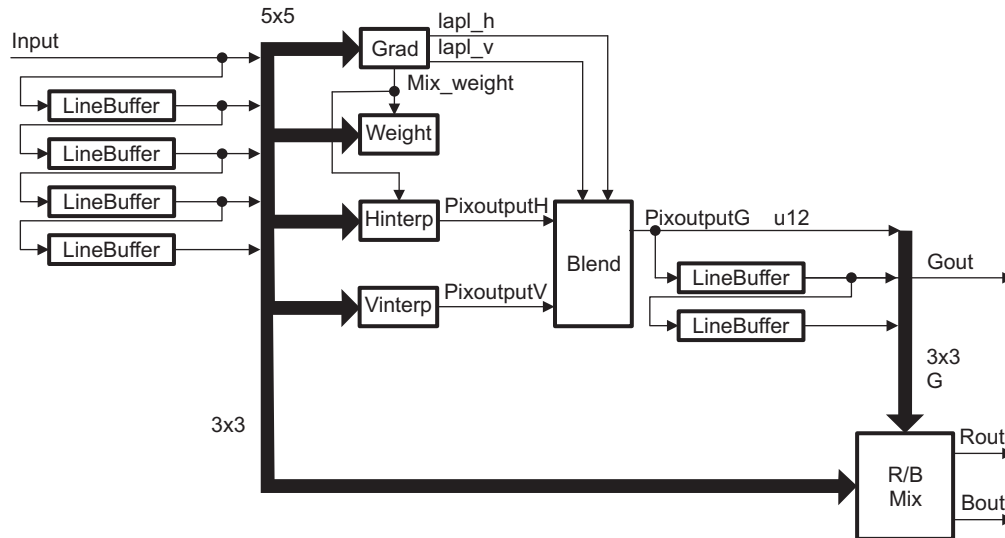 5x5
lapl_h
Input
Grad
lapl_v
Mix_weight
LineBuffer
Weight
LineBuffer
LineBuffer
Hinterp
PixoutputH
PixoutputG u12
LineBuffer
Blend
Gout
LineBuffer
Vinterp
PixoutputV
LineBuffer
3x3
G
3x3
Rout
R/B
Mix
Bout